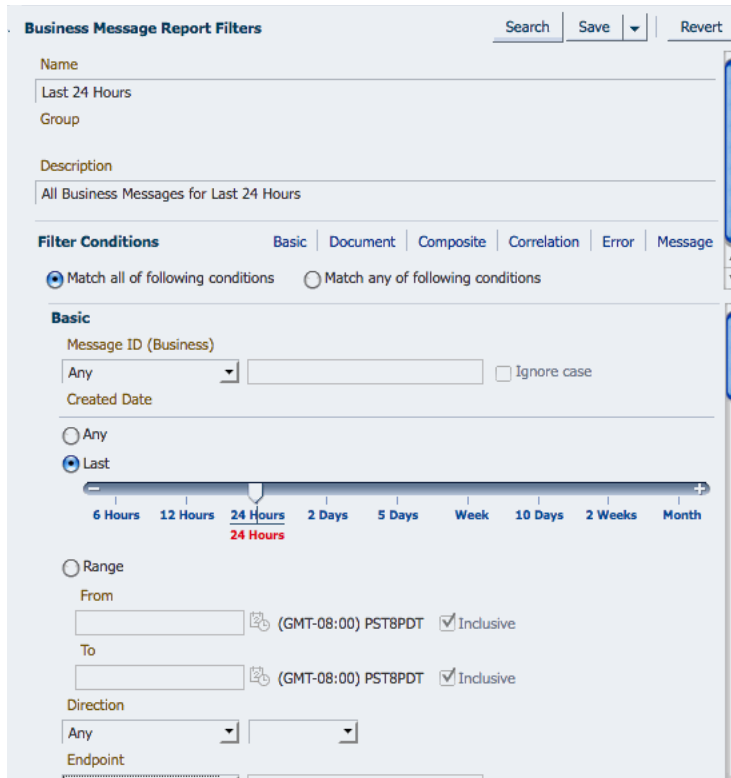 Business Message Report Filters Search Save Revert
Name
Last 24 Hours
Group
Description
All Business Messages for Last 24 Hours
Filter Conditions Basic Document Composite Correlation Error Message
Match all of following conditions Match any of following conditions
Basic
Message ID (Business)
Any Ignore case
Created Date
Any
Last
6 Hours 12 Hours 24 Hours 2 Days 5 Days Week 10 Days 2 Weeks Month
24 Hours
Range
From
(GMT-08:00) PST8PDT Inclusive
To
(GMT-08:00) PST8PDT Inclusive
Direction
Any
Endpoint